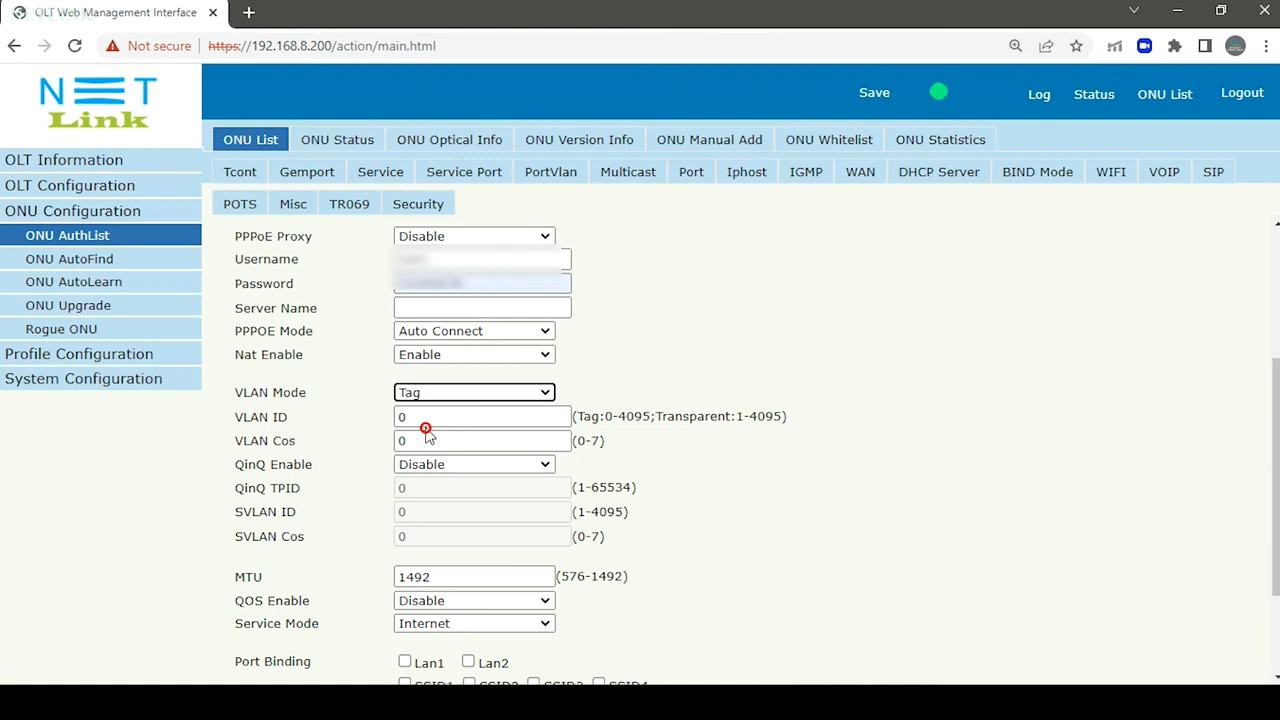 OLT Web Management Interface
Not secure https://192.168.8.200/action/main.html
NET
Link
Save Log Status ONU List Logout
ONU List ONU Status ONU Optical Info ONU Version Info ONU Manual Add ONU Whitelist ONU Statistics
Tcont Gemport Service Service Port PortVlan Multicast Port Iphost IGMP WAN DHCP Server BIND Mode WIFI VOIP SIP
POTS Misc TR069 Security
OLT Information
OLT Configuration
ONU Configuration
ONU AuthList
ONU AutoFind
ONU AutoLearn
ONU Upgrade
Rogue ONU
Profile Configuration
System Configuration
PPPoE Proxy Disable
Username
Password
Server Name
PPPOE Mode Auto Connect
Nat Enable Enable
VLAN Mode Tag
VLAN ID 0 (Tag:0-4095;Transparent:1-4095)
VLAN Cos 0 (0-7)
QinQ Enable Disable
QinQ TPID 0 (1-65534)
SVLAN ID 0 (1-4095)
SVLAN Cos 0 (0-7)
MTU 1492 (576-1492)
QOS Enable Disable
Service Mode Internet
Port Binding Lan1 Lan2
SSID1 SSID2 SSID3 SSID4